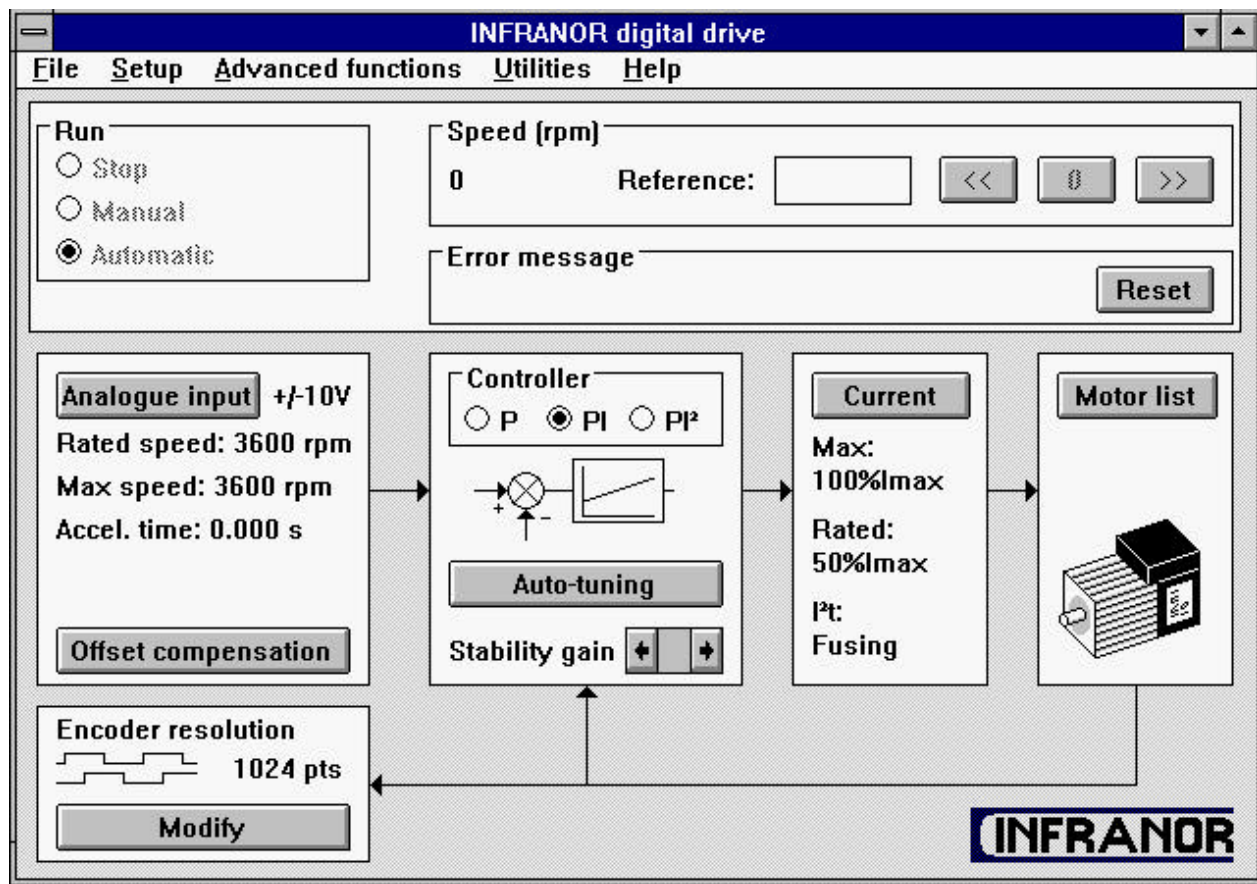 INFRANOR digital drive
File Setup Advanced functions Utilities Help
Run
Stop
Manual
Automatic
Speed (rpm)
0 Reference: << 0 >>
Error message
Reset
Analogue input +/-10V
Rated speed: 3600 rpm
Max speed: 3600 rpm
Accel. time: 0.000 s
Offset compensation
Controller
P PI PI²
+
-
Auto-tuning
Stability gain
Current
Max:
100%Imax
Rated:
50%Imax
I²t:
Fusing
Motor list
Encoder resolution
1024 pts
Modify
INFRANOR